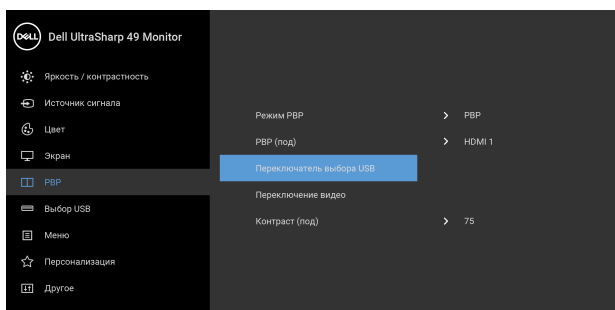 DELL Dell UltraSharp 49 Monitor
Яркость / контрастность
Источник сигнала
Цвет
Экран
PBP
Выбор USB
Меню
Персонализация
Другое
Режим PBP > PBP
PBP (под) > HDMI 1
Переключатель выбора USB
Переключение видео
Контраст (под) > 75